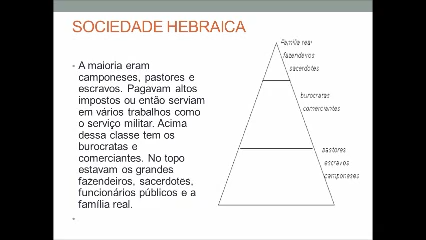 SOCIEDADE HEBRAICA
A maioria eram
camponeses, pastores e
escravos. Pagavam altos
impostos ou então serviam
em vários trabalhos como
o serviço militar. Acima
dessa classe tem os
burocratas e
comerciantes. No topo
estavam os grandes
fazendeiros, sacerdotes,
funcionários públicos e a
família real.
Família real
fazendeiros
sacerdotes
burocratas
comerciantes
pastores
escravos
camponeses